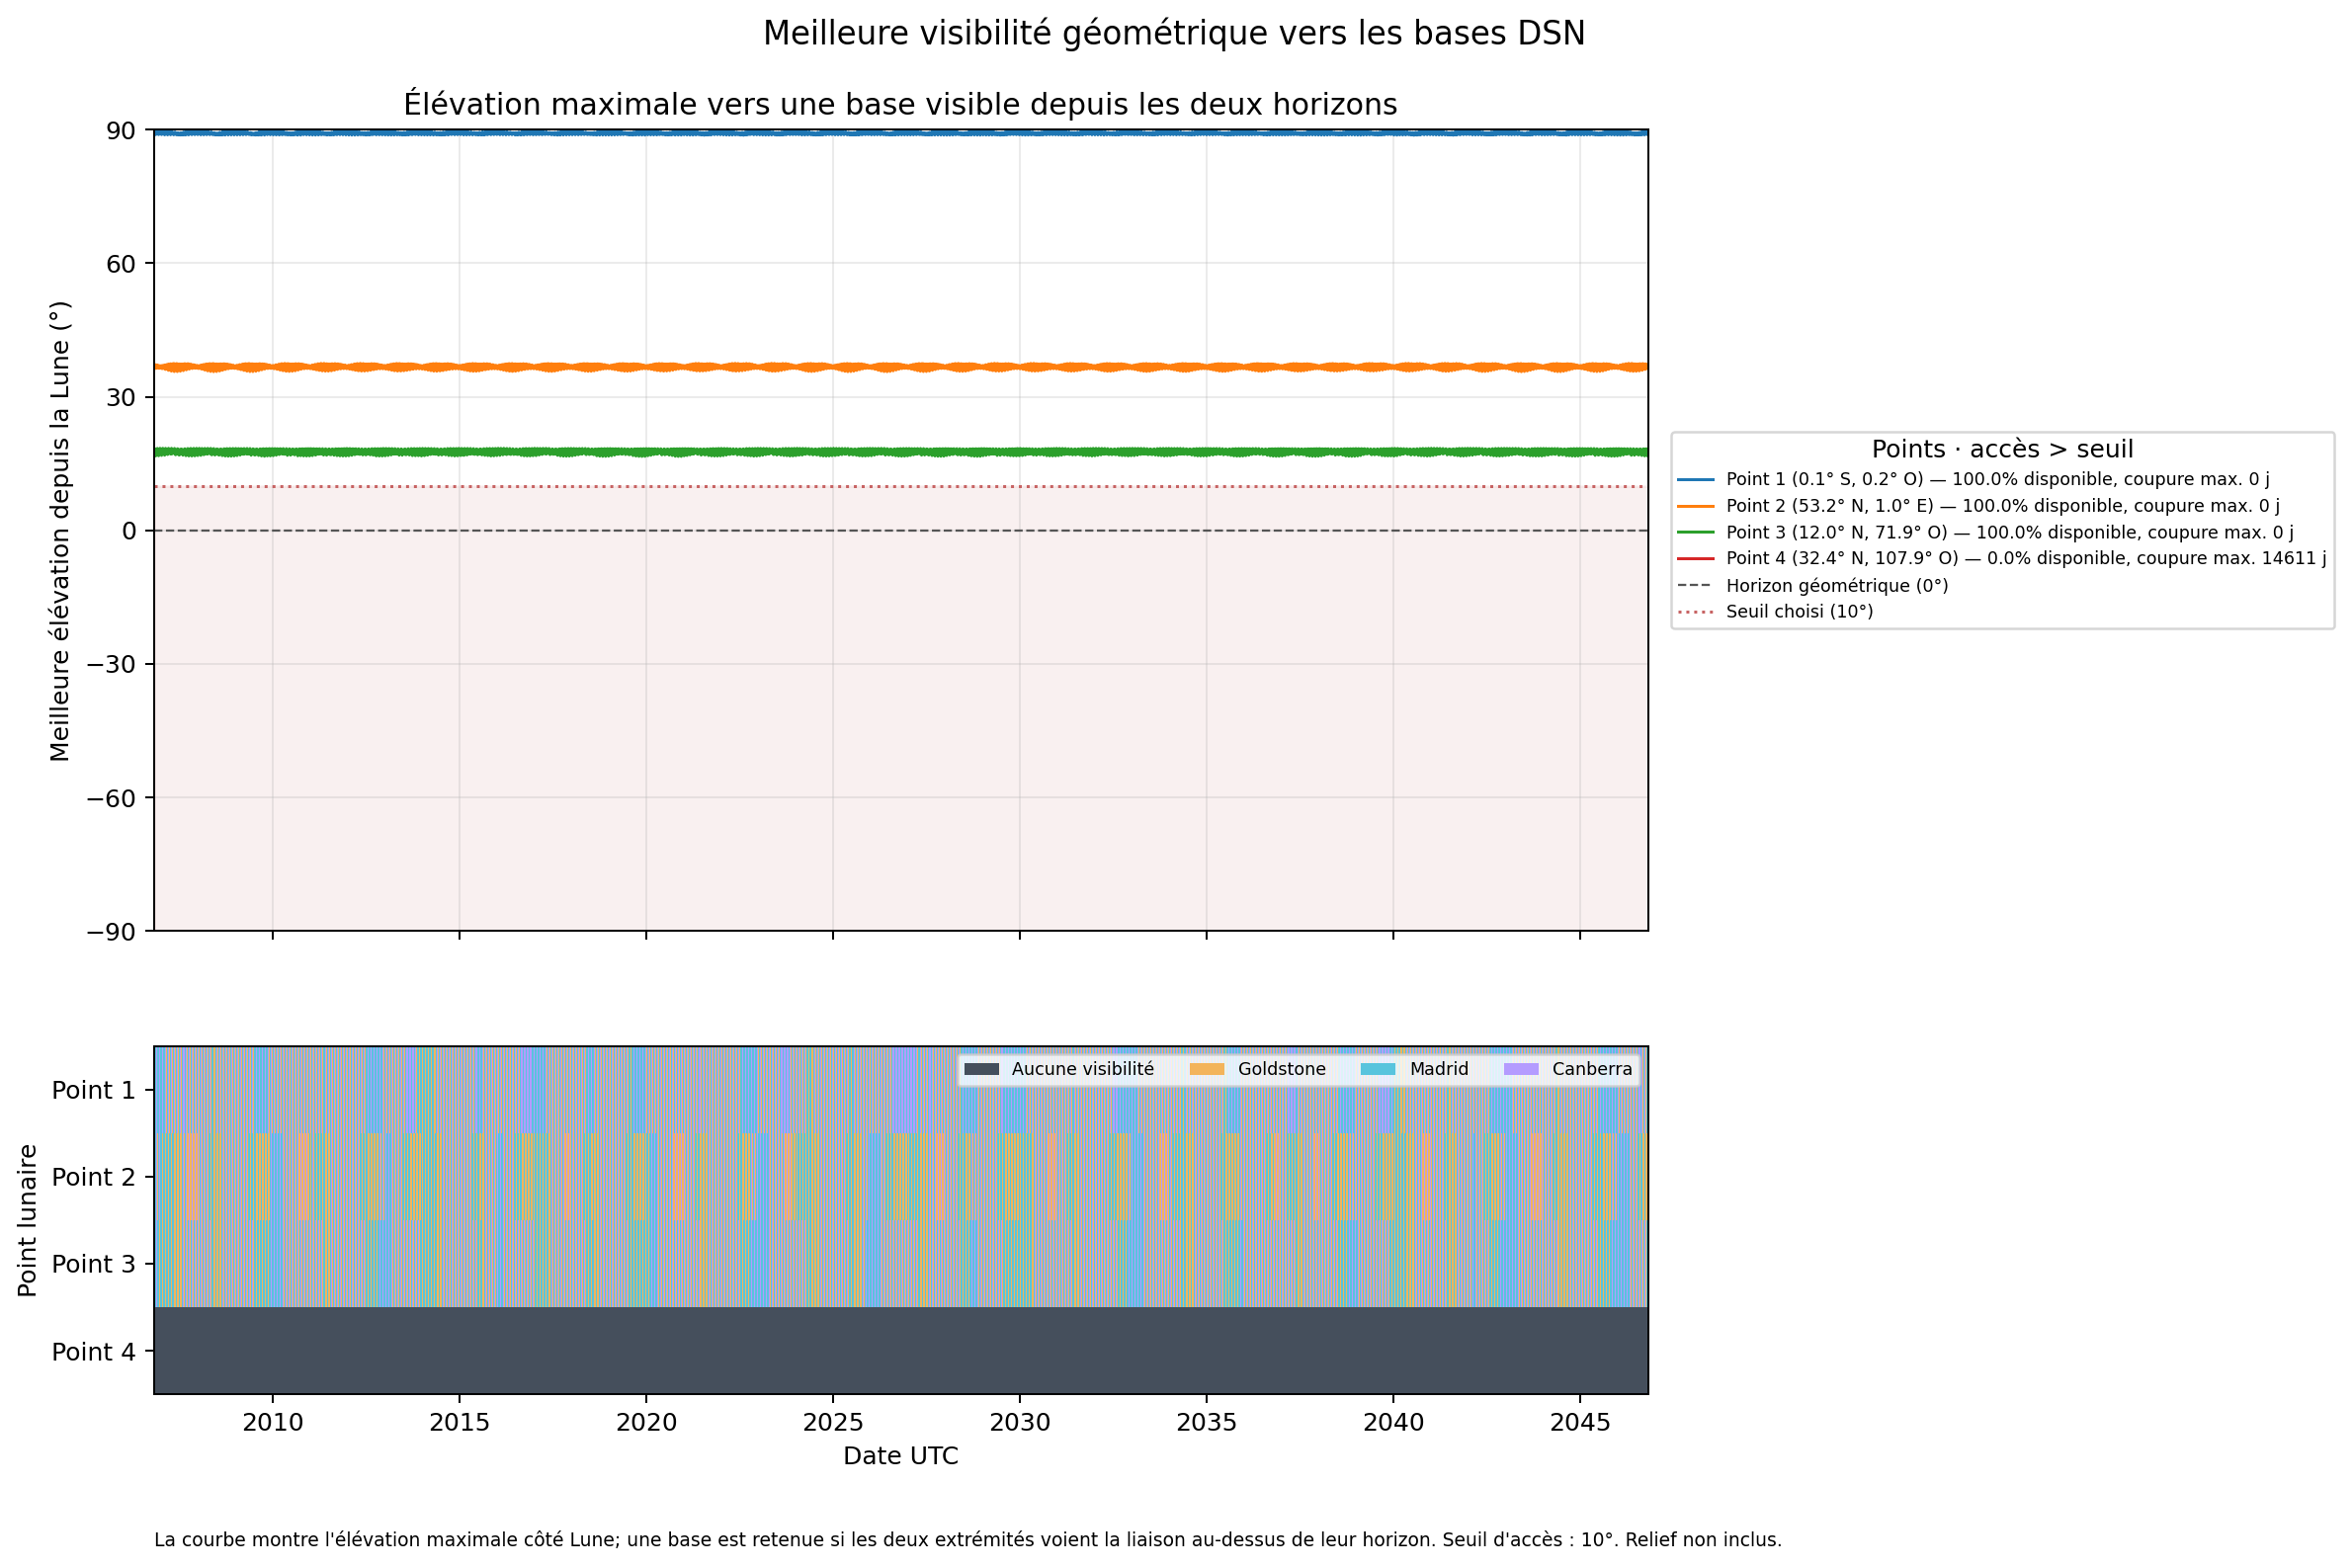 Meilleure visibilité géométrique vers les bases DSN
Élévation maximale vers une base visible depuis les deux horizons
Meilleure élévation depuis la Lune (°)
90
60
30
0
−30
−60
−90
Points · accès > seuil
Point 1 (0.1° S, 0.2° O) — 100.0% disponible, coupure max. 0 j
Point 2 (53.2° N, 1.0° E) — 100.0% disponible, coupure max. 0 j
Point 3 (12.0° N, 71.9° O) — 100.0% disponible, coupure max. 0 j
Point 4 (32.4° N, 107.9° O) — 0.0% disponible, coupure max. 14611 j
Horizon géométrique (0°)
Seuil choisi (10°)
Point lunaire
Aucune visibilité Goldstone Madrid Canberra
Point 1
Point 2
Point 3
Point 4
2010 2015 2020 2025 2030 2035 2040 2045
Date UTC
La courbe montre l'élévation maximale côté Lune; une base est retenue si les deux extrémités voient la liaison au-dessus de leur horizon. Seuil d'accès : 10°. Relief non inclus.